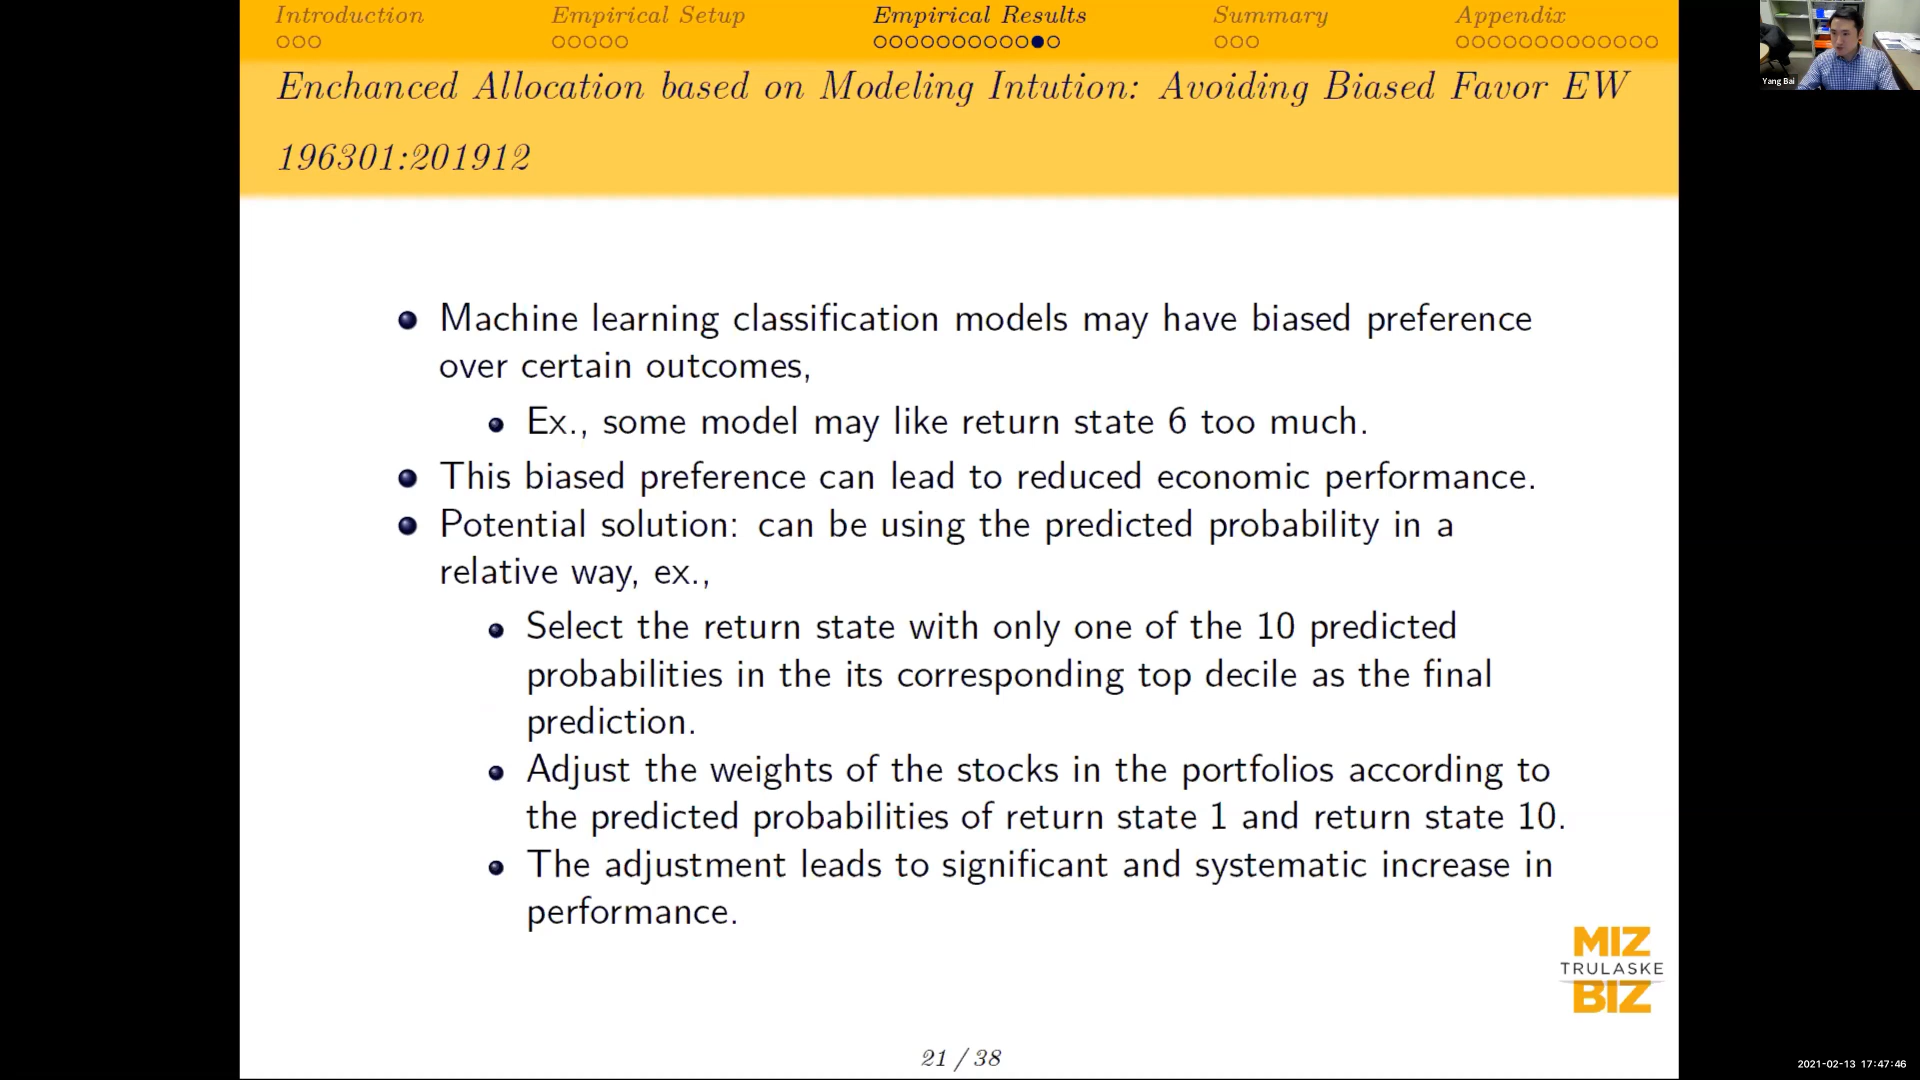 Introduction
Empirical Setup
Empirical Results
Summary
Appendix
Enchanced Allocation based on Modeling Intution: Avoiding Biased Favor EW
196301:201912
Machine learning classification models may have biased preference
over certain outcomes,
Ex., some model may like return state 6 too much.
This biased preference can lead to reduced economic performance.
Potential solution: can be using the predicted probability in a
relative way, ex.,
Select the return state with only one of the 10 predicted
probabilities in the its corresponding top decile as the final
prediction.
Adjust the weights of the stocks in the portfolios according to
the predicted probabilities of return state 1 and return state 10.
The adjustment leads to significant and systematic increase in
performance.
MIZ
TRULASKE
BIZ
21 / 38
Yang Bai
2021-02-13 17:47:46